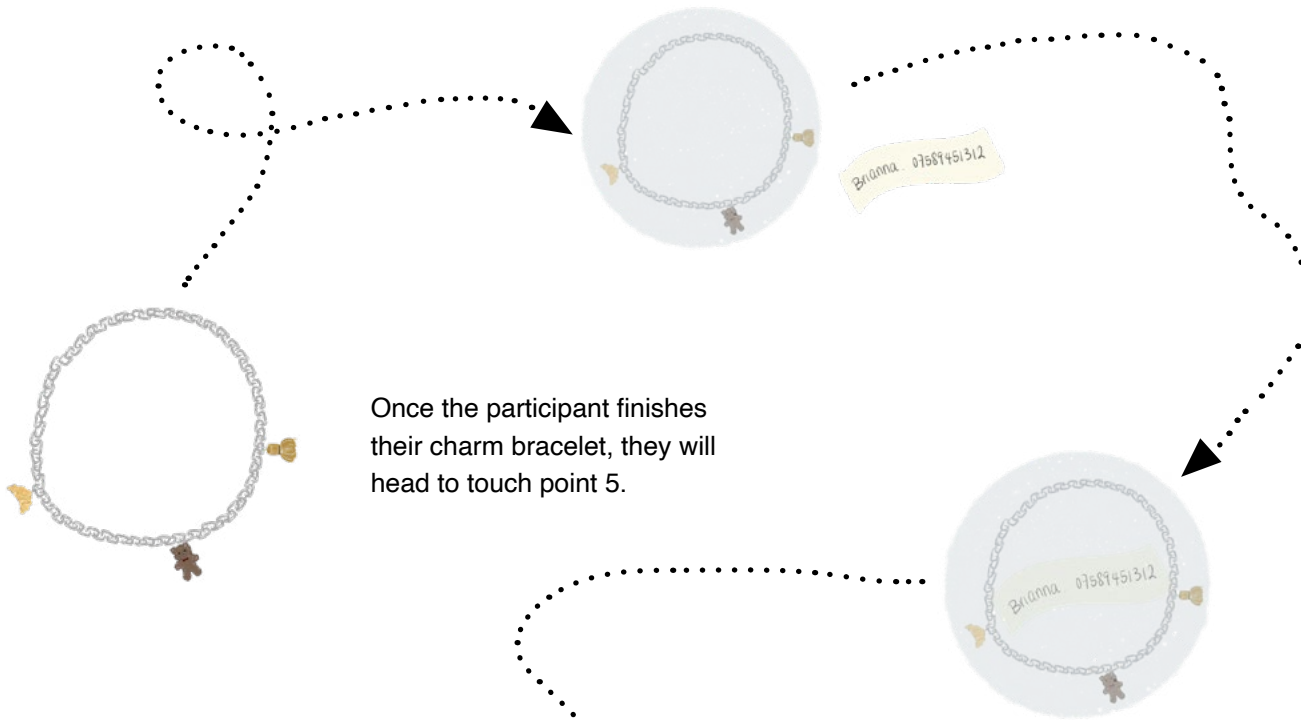 Brianna. 07589451312
Once the participant finishes
their charm bracelet, they will
head to touch point 5.
Brianna 07589451312